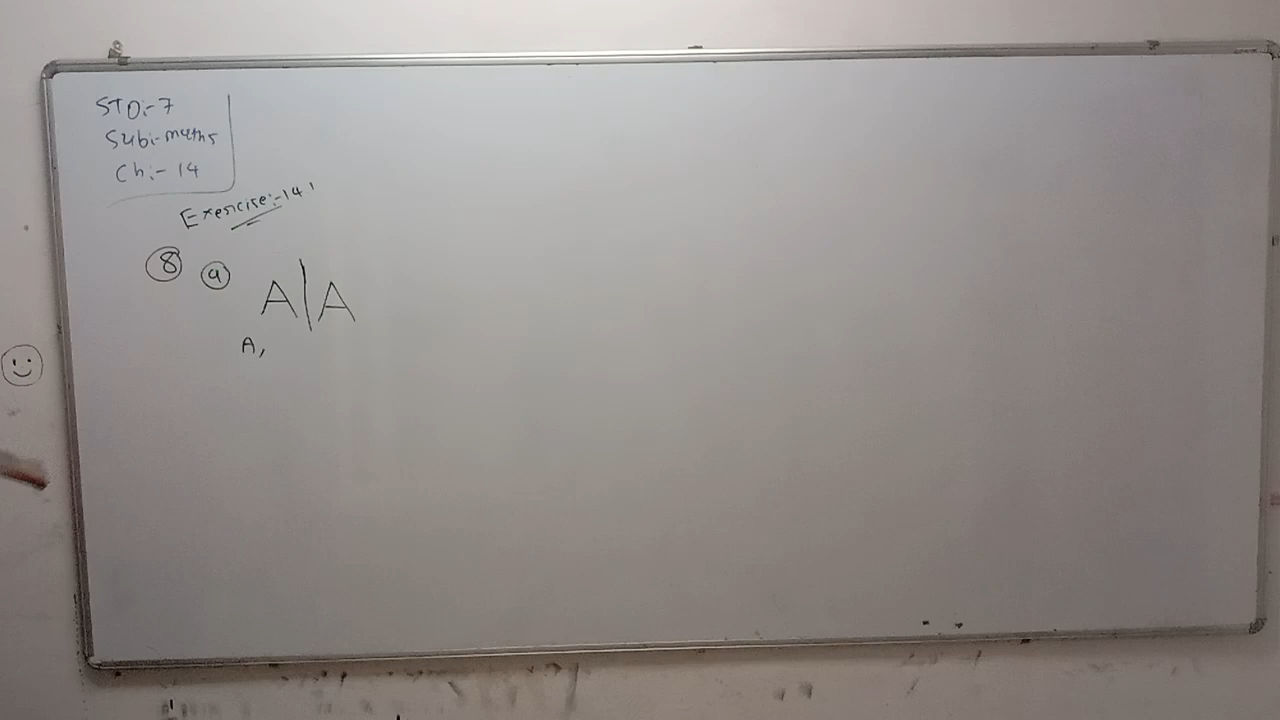 STD:- 7
Sub:- maths
Ch:- 14
Exercise:- 14.1
8 a A|A
A,